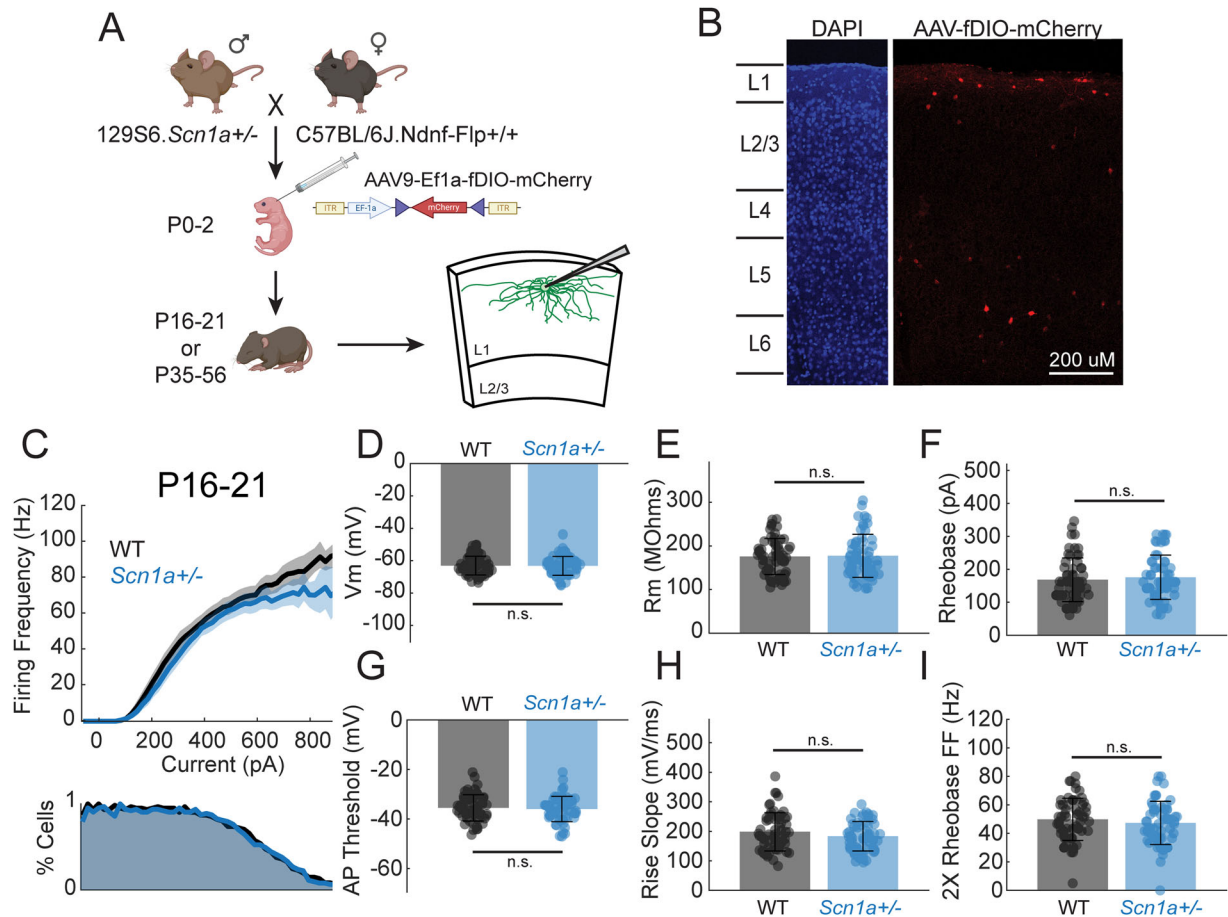 A
♂
♀
X
129S6.Scn1a+/-
C57BL/6J.Ndnf-Flp+/+
AAV9-Ef1a-fDIO-mCherry
ITR
EF-1a
mCherry
ITR
P0-2
P16-21
or
P35-56
L1
L2/3
B
DAPI
AAV-fDIO-mCherry
L1
L2/3
L4
L5
L6
200 uM
C
P16-21
Firing Frequency (Hz)
120
100
80
60
40
20
0
WT
Scn1a+/-
0
200
400
600
800
Current (pA)
% Cells
1
0
D
WT
Scn1a+/-
Vm (mV)
0
-20
-40
-60
-80
-100
n.s.
E
Rm (MOhms)
300
200
100
0
n.s.
WT
Scn1a+/-
F
Rheobase (pA)
500
400
300
200
100
0
n.s.
WT
Scn1a+/-
G
WT
Scn1a+/-
AP Threshold (mV)
0
-20
-40
-60
n.s.
H
Rise Slope (mV/ms)
500
400
300
200
100
0
n.s.
WT
Scn1a+/-
I
2X Rheobase FF (Hz)
120
100
80
60
40
20
0
n.s.
WT
Scn1a+/-